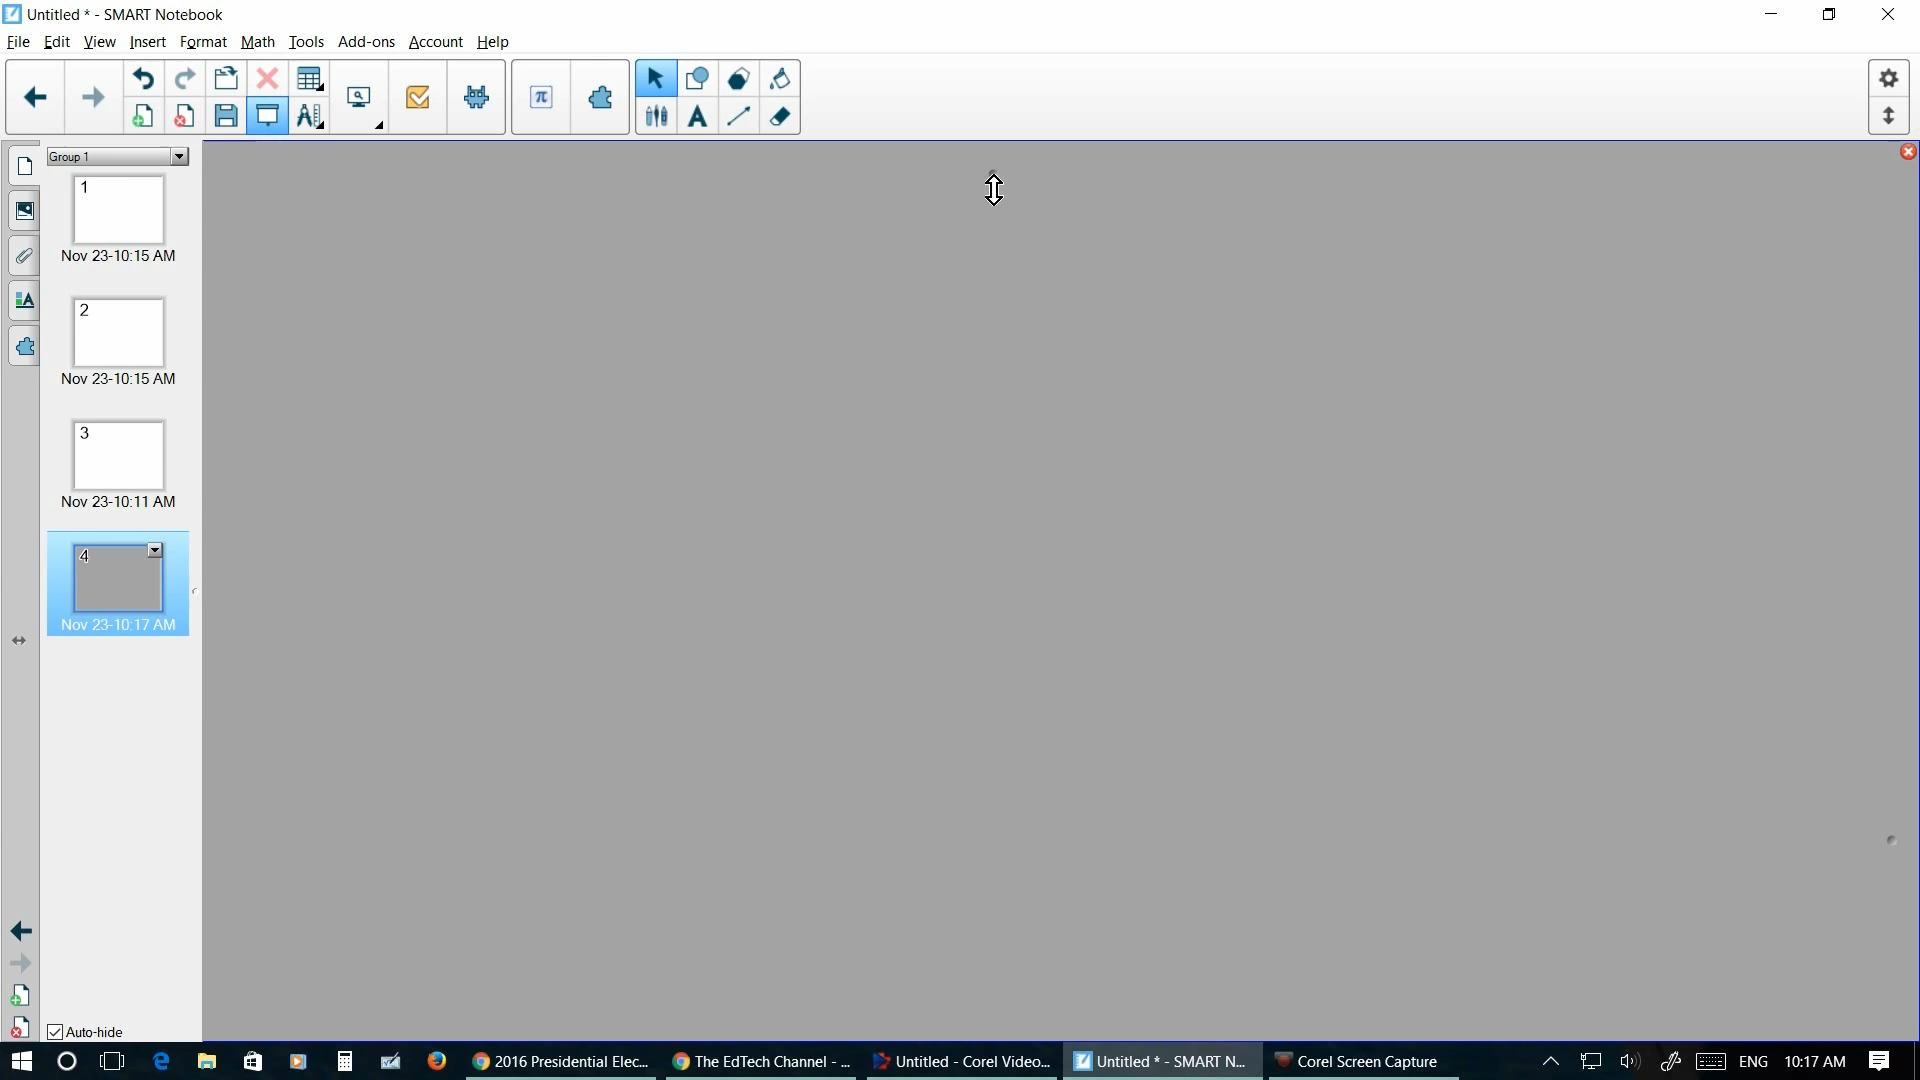 Untitled * - SMART Notebook
File Edit View Insert Format Math Tools Add-ons Account Help
Group 1
1
Nov 23-10:15 AM
2
Nov 23-10:15 AM
3
Nov 23-10:11 AM
4
Nov 23-10:17 AM
Auto-hide
2016 Presidential Elec... The EdTech Channel - ... Untitled - Corel Video... Untitled * - SMART N... Corel Screen Capture ENG 10:17 AM